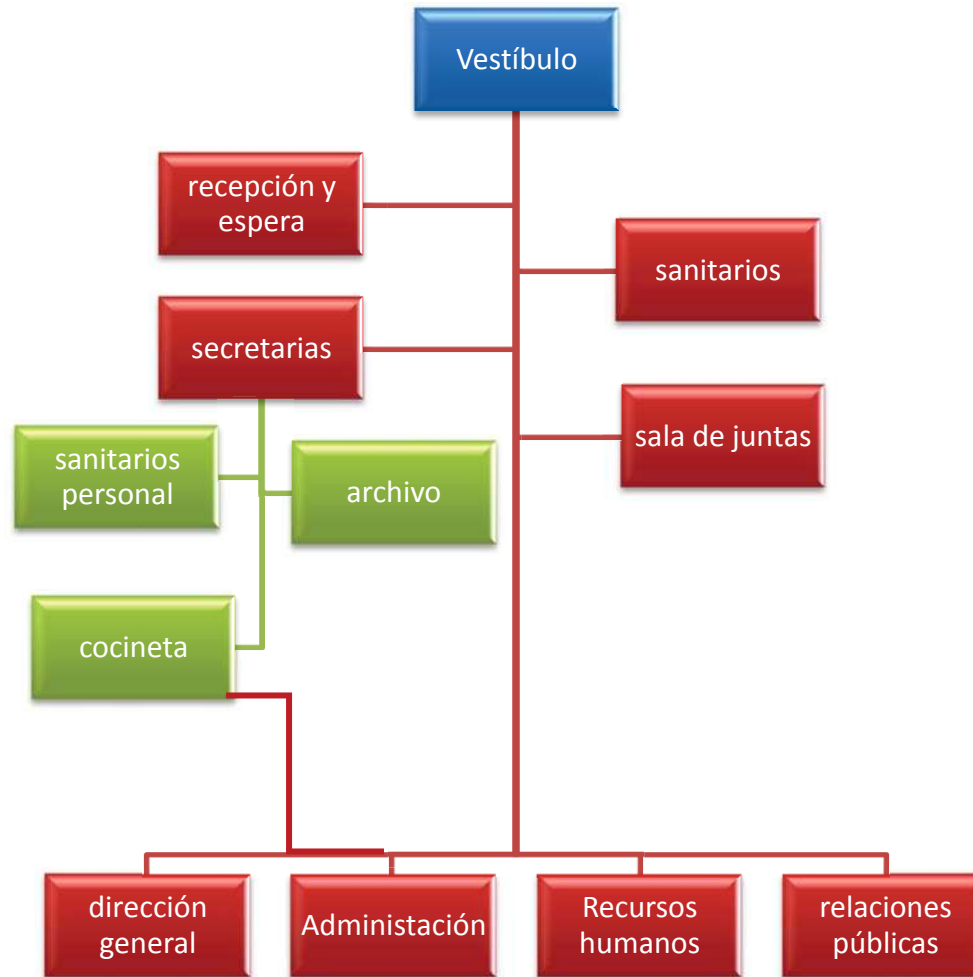 Vestíbulo
recepción y
espera
sanitarios
secretarias
sala de juntas
sanitarios
personal
archivo
cocineta
dirección
general
Administación
Recursos
humanos
relaciones
públicas